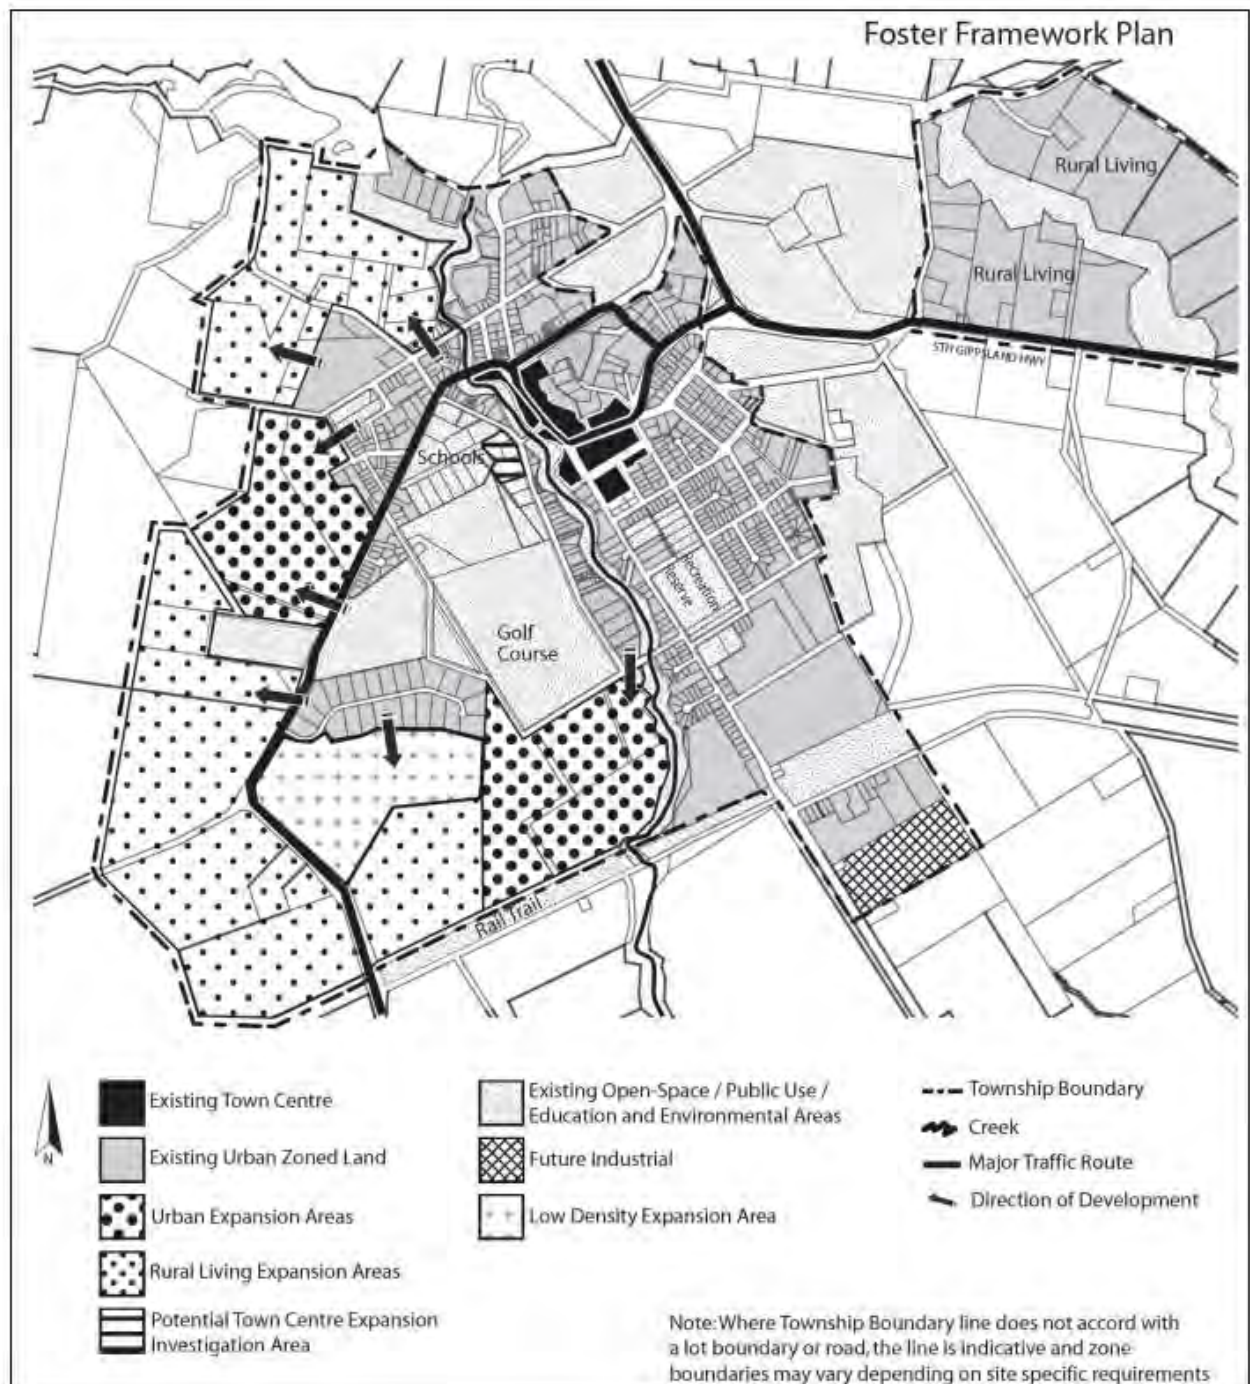 Foster Framework Plan
Rural Living
Rural Living
STH GIPPSLAND HWY
Schools
Recreation
Reserve
Golf
Course
Rail Trail
N
Existing Town Centre
Existing Urban Zoned Land
Urban Expansion Areas
Rural Living Expansion Areas
Potential Town Centre Expansion
Investigation Area
Existing Open-Space / Public Use /
Education and Environmental Areas
Future Industrial
Low Density Expansion Area
Township Boundary
Creek
Major Traffic Route
Direction of Development
Note: Where Township Boundary line does not accord with
a lot boundary or road, the line is indicative and zone
boundaries may vary depending on site specific requirements